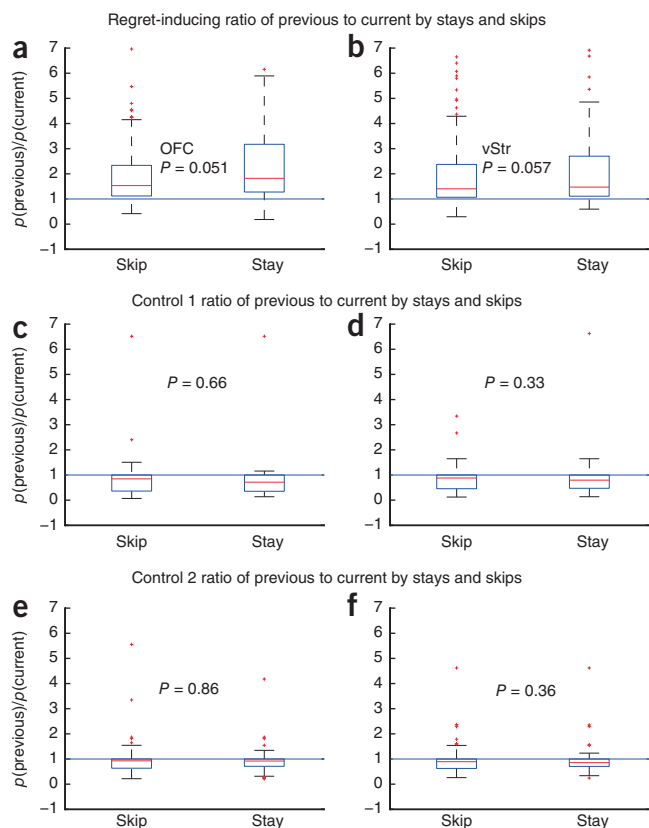 Regret-inducing ratio of previous to current by stays and skips
a
b
7
6
5
4
3
2
1
0
−1
p(previous)/p(current)
OFC
P = 0.051
Skip
Stay
7
6
5
4
3
2
1
0
−1
vStr
P = 0.057
Skip
Stay
Control 1 ratio of previous to current by stays and skips
c
d
7
6
5
4
3
2
1
0
−1
p(previous)/p(current)
P = 0.66
Skip
Stay
7
6
5
4
3
2
1
0
−1
P = 0.33
Skip
Stay
Control 2 ratio of previous to current by stays and skips
e
f
7
6
5
4
3
2
1
0
−1
p(previous)/p(current)
P = 0.86
Skip
Stay
7
6
5
4
3
2
1
0
−1
P = 0.36
Skip
Stay